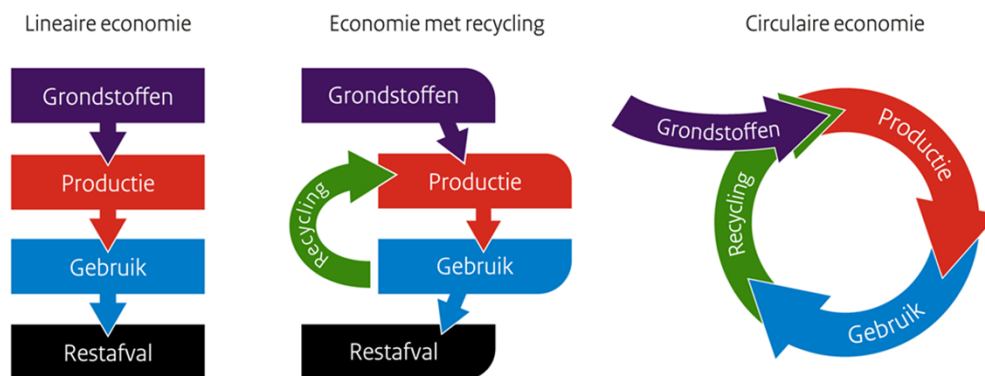 Lineaire economie
Grondstoffen
Productie
Gebruik
Restafval
Economie met recycling
Grondstoffen
Productie
Recycling
Gebruik
Restafval
Circulaire economie
Grondstoffen
Productie
Gebruik
Recycling